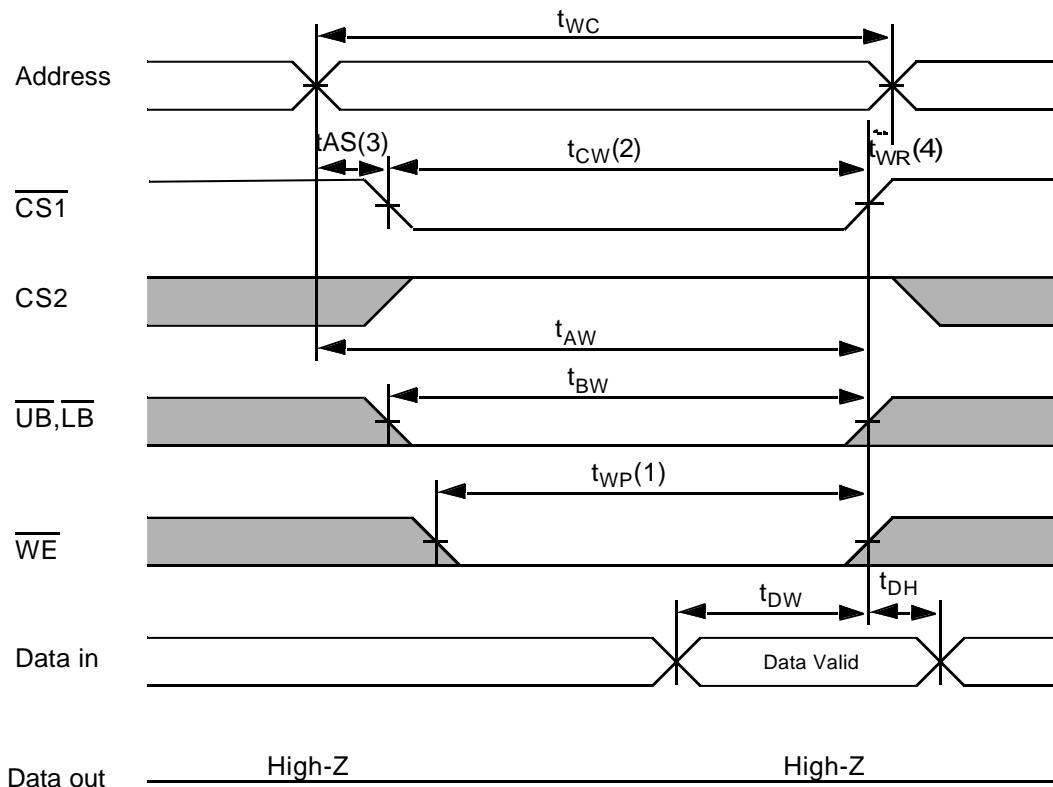 tWC
Address
tAS(3) tCW(2) tWR(4)
CS1
CS2
tAW
tBW
UB,LB
tWP(1)
WE
tDW tDH
Data in Data Valid
High-Z High-Z
Data out